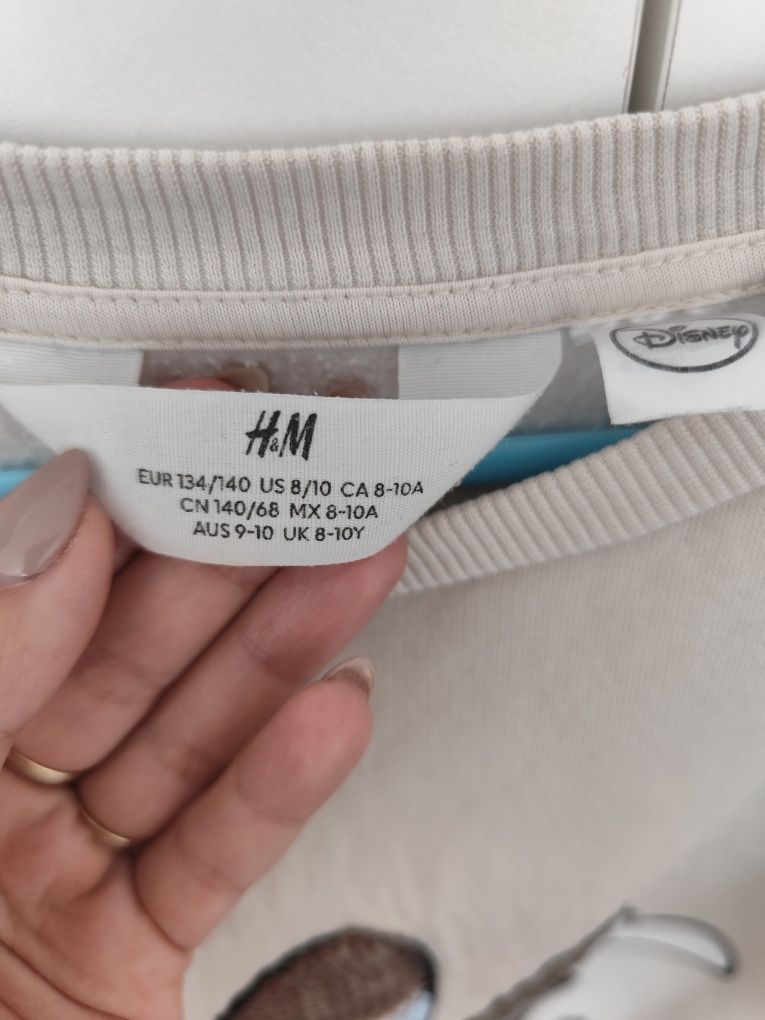 H&M
EUR 134/140 US 8/10 CA 8-10A
CN 140/68 MX 8-10A
AUS 9-10 UK 8-10Y
DISNEY